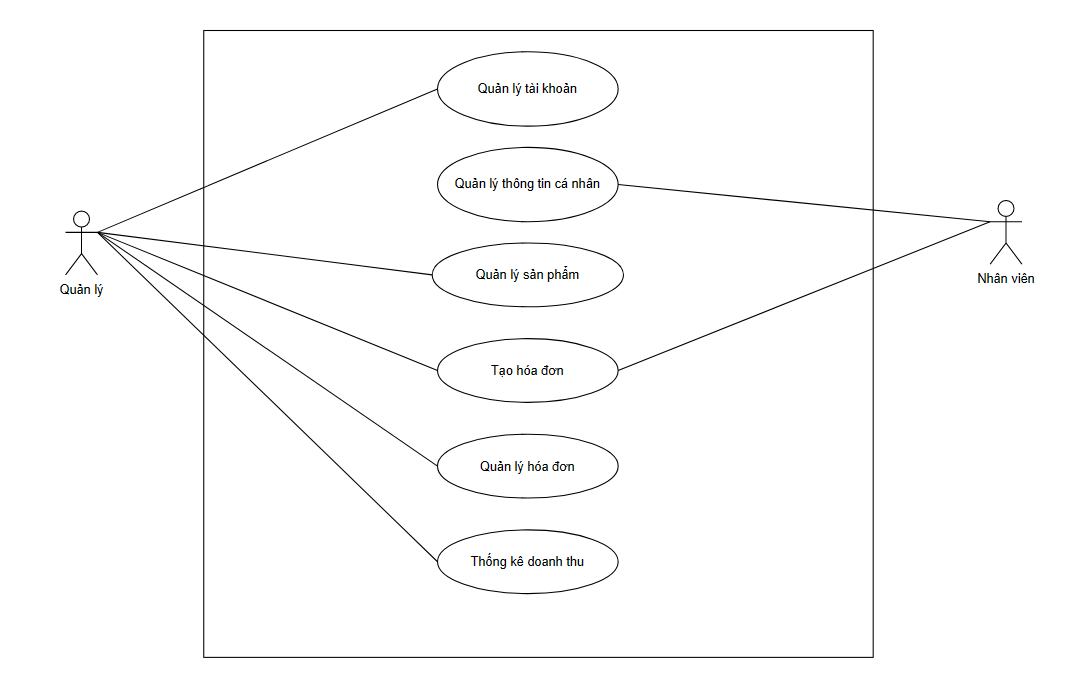 Quản lý tài khoản
Quản lý thông tin cá nhân
Quản lý sản phẩm
Quản lý
Nhân viên
Tạo hóa đơn
Quản lý hóa đơn
Thống kê doanh thu